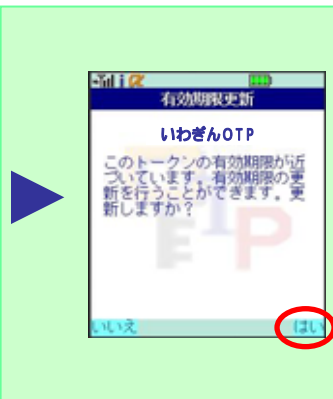 有効期限更新
いわぎんOTP
このトークンの有効期限が近
づいています。有効期限の更
新を行うことができます。更
新しますか？
いいえ はい